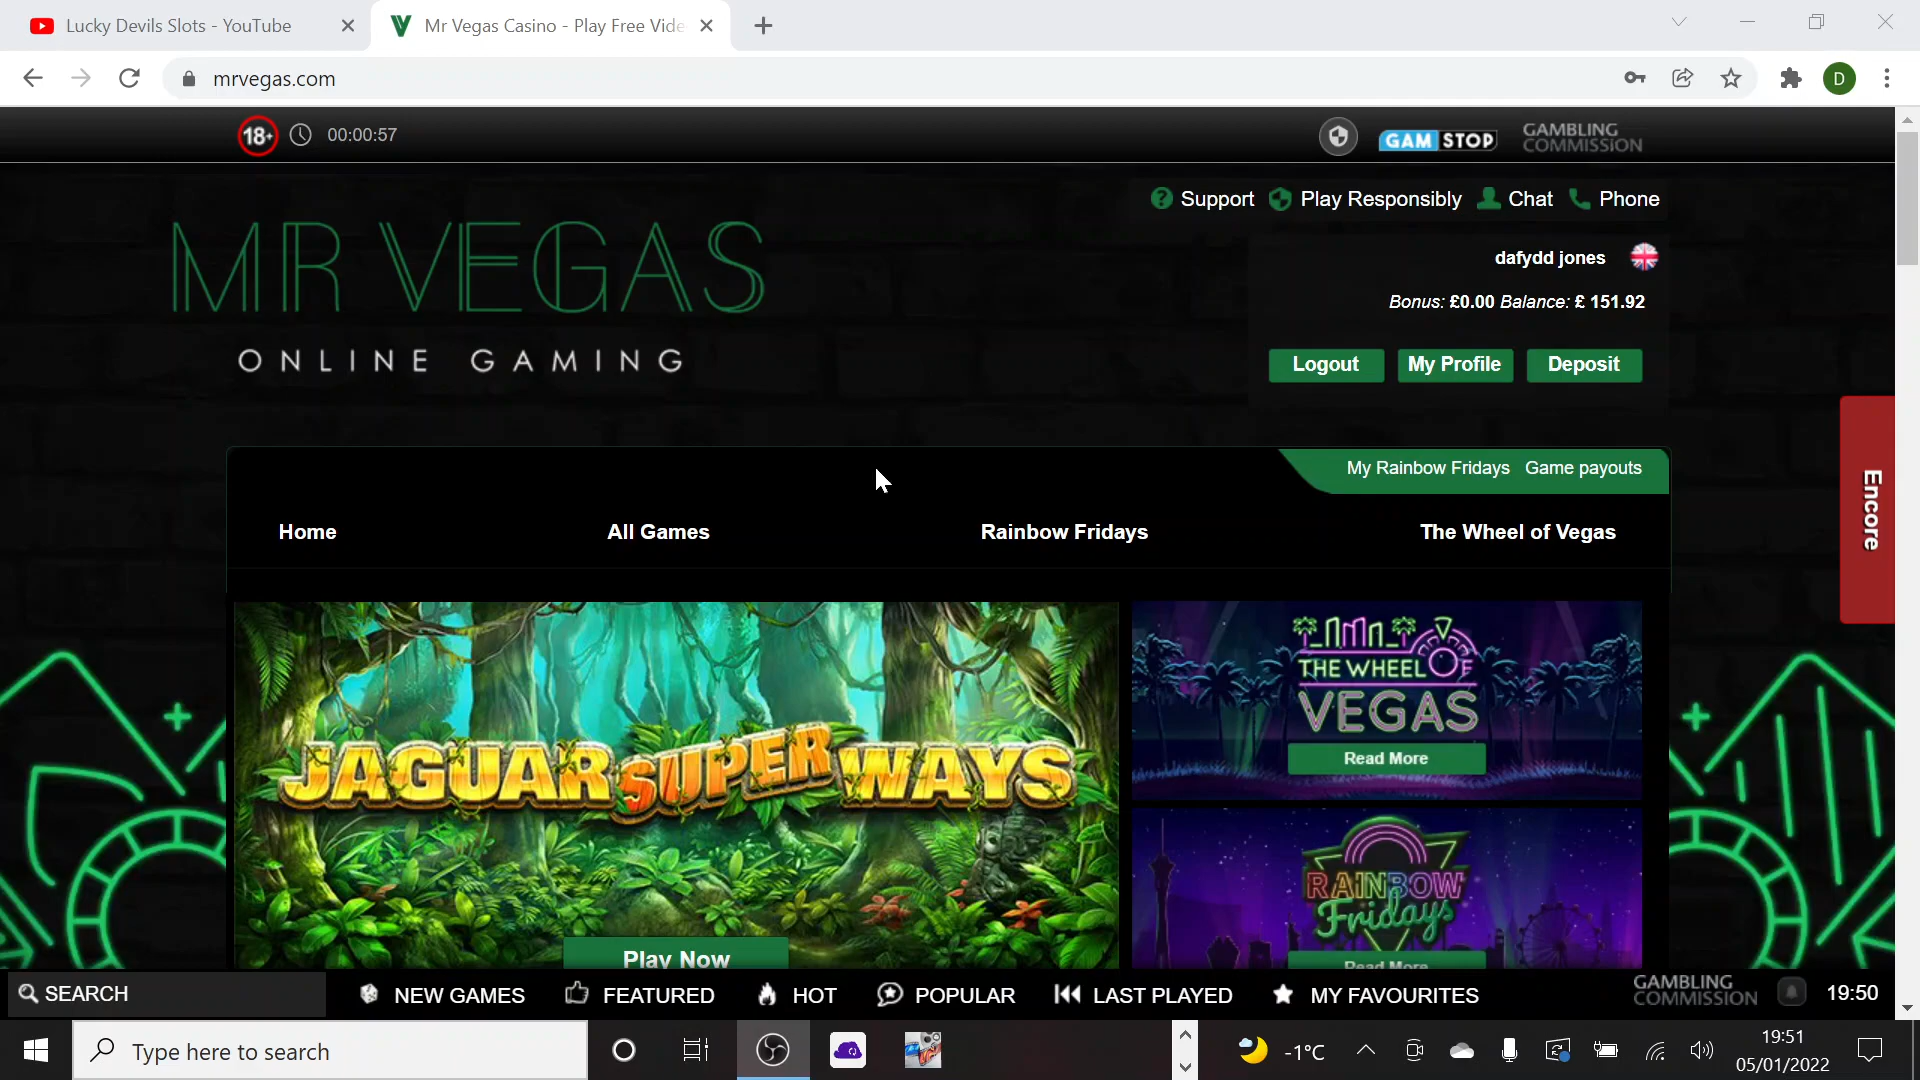 Lucky Devils Slots - YouTube
Mr Vegas Casino - Play Free Vide
mrvegas.com
D
18+ 00:00:57
GAMSTOP
GAMBLING
COMMISSION
Support Play Responsibly Chat Phone
MR VEGAS
ONLINE GAMING
dafydd jones
Bonus: £0.00 Balance: £ 151.92
Logout My Profile Deposit
My Rainbow Fridays Game payouts
Home All Games Rainbow Fridays The Wheel of Vegas
Encore
JAGUAR SUPER WAYS
Play Now
THE WHEEL OF
VEGAS
Read More
RAINBOW
Fridays
Read More
SEARCH NEW GAMES FEATURED HOT POPULAR LAST PLAYED MY FAVOURITES
GAMBLING
COMMISSION
19:50
Type here to search
-1°C
19:51
05/01/2022